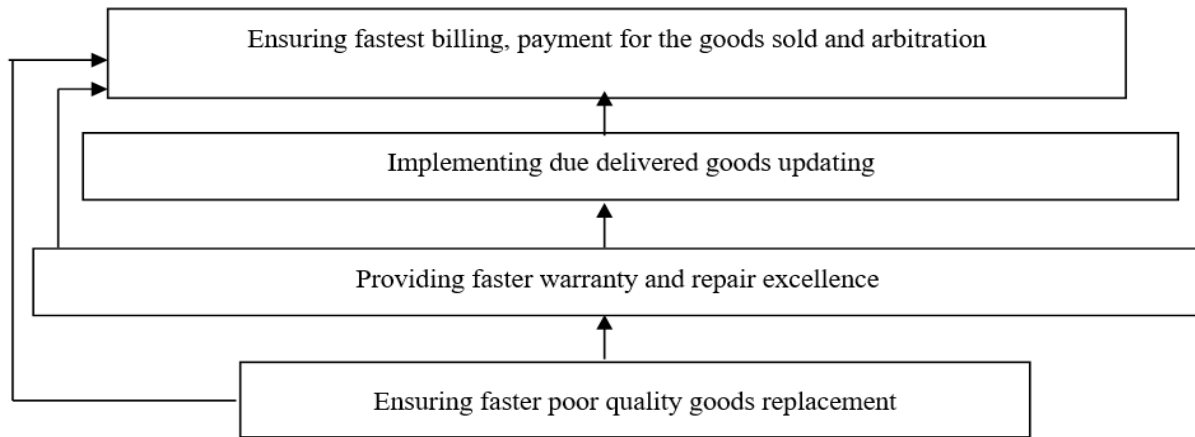 Ensuring fastest billing, payment for the goods sold and arbitration
Implementing due delivered goods updating
Providing faster warranty and repair excellence
Ensuring faster poor quality goods replacement